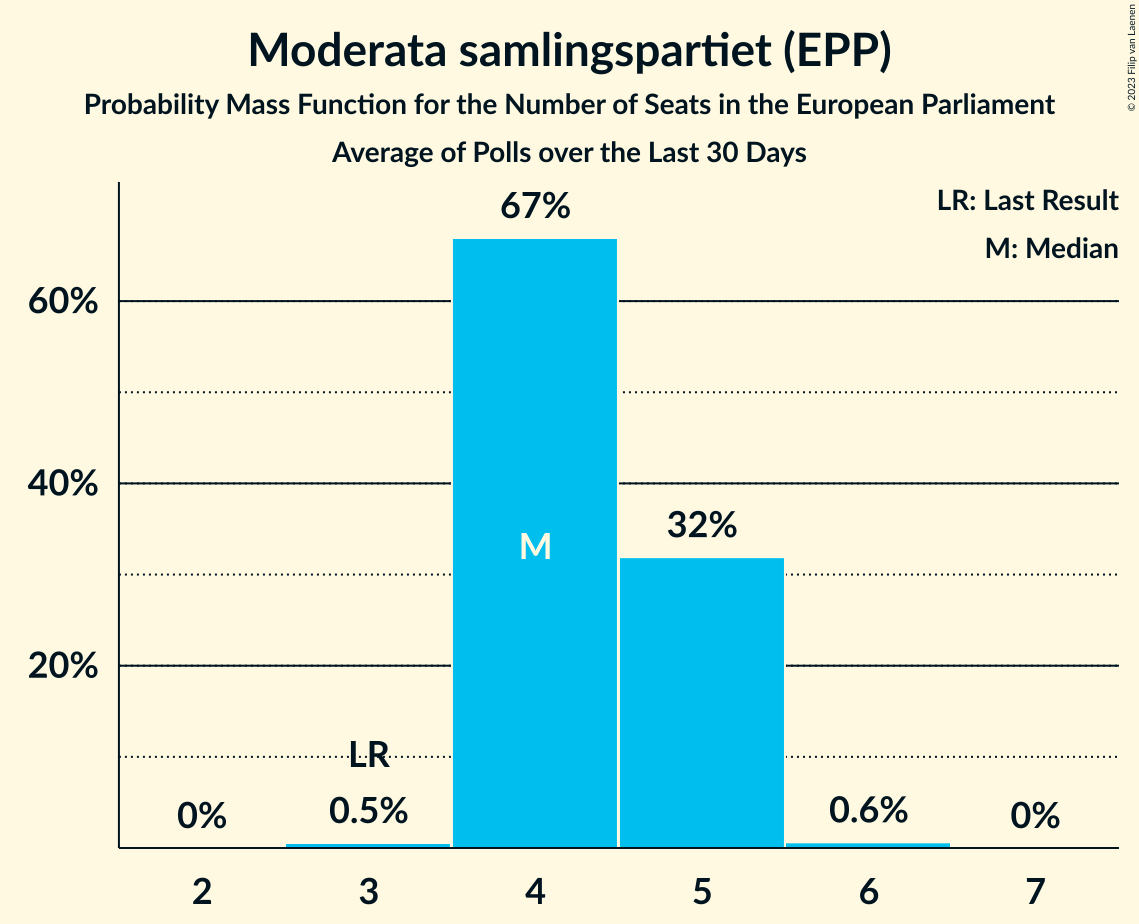 Moderata samlingspartiet (EPP)
Probability Mass Function for the Number of Seats in the European Parliament
Average of Polls over the Last 30 Days
© 2023 Filip van Laenen
LR: Last Result
M: Median
67%
60%
40%
32%
M
20%
LR
0%
0.5%
0.6%
0%
2
3
4
5
6
7